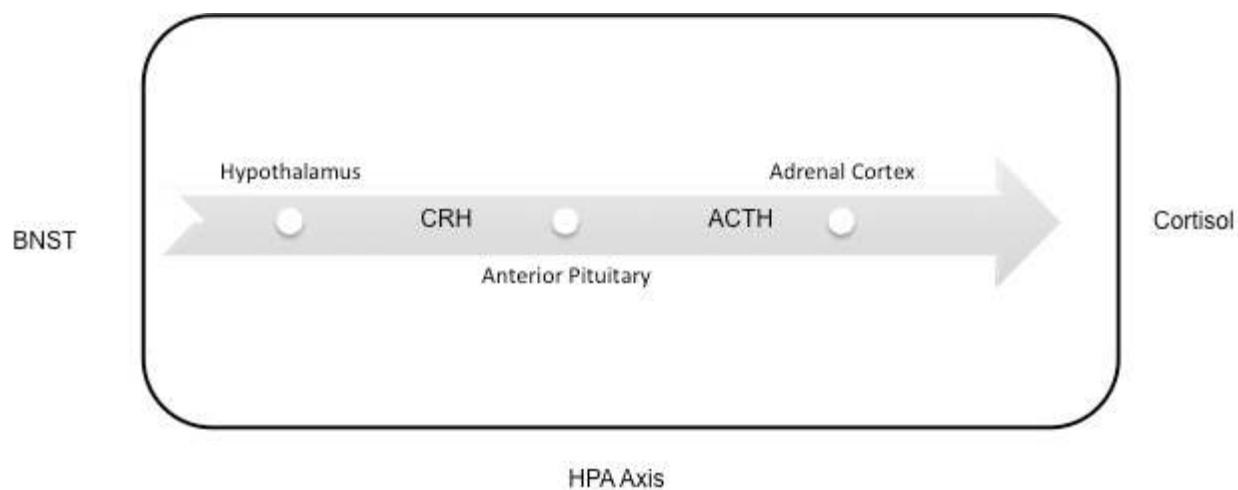 Hypothalamus
Adrenal Cortex
BNST
CRH
ACTH
Cortisol
Anterior Pituitary
HPA Axis